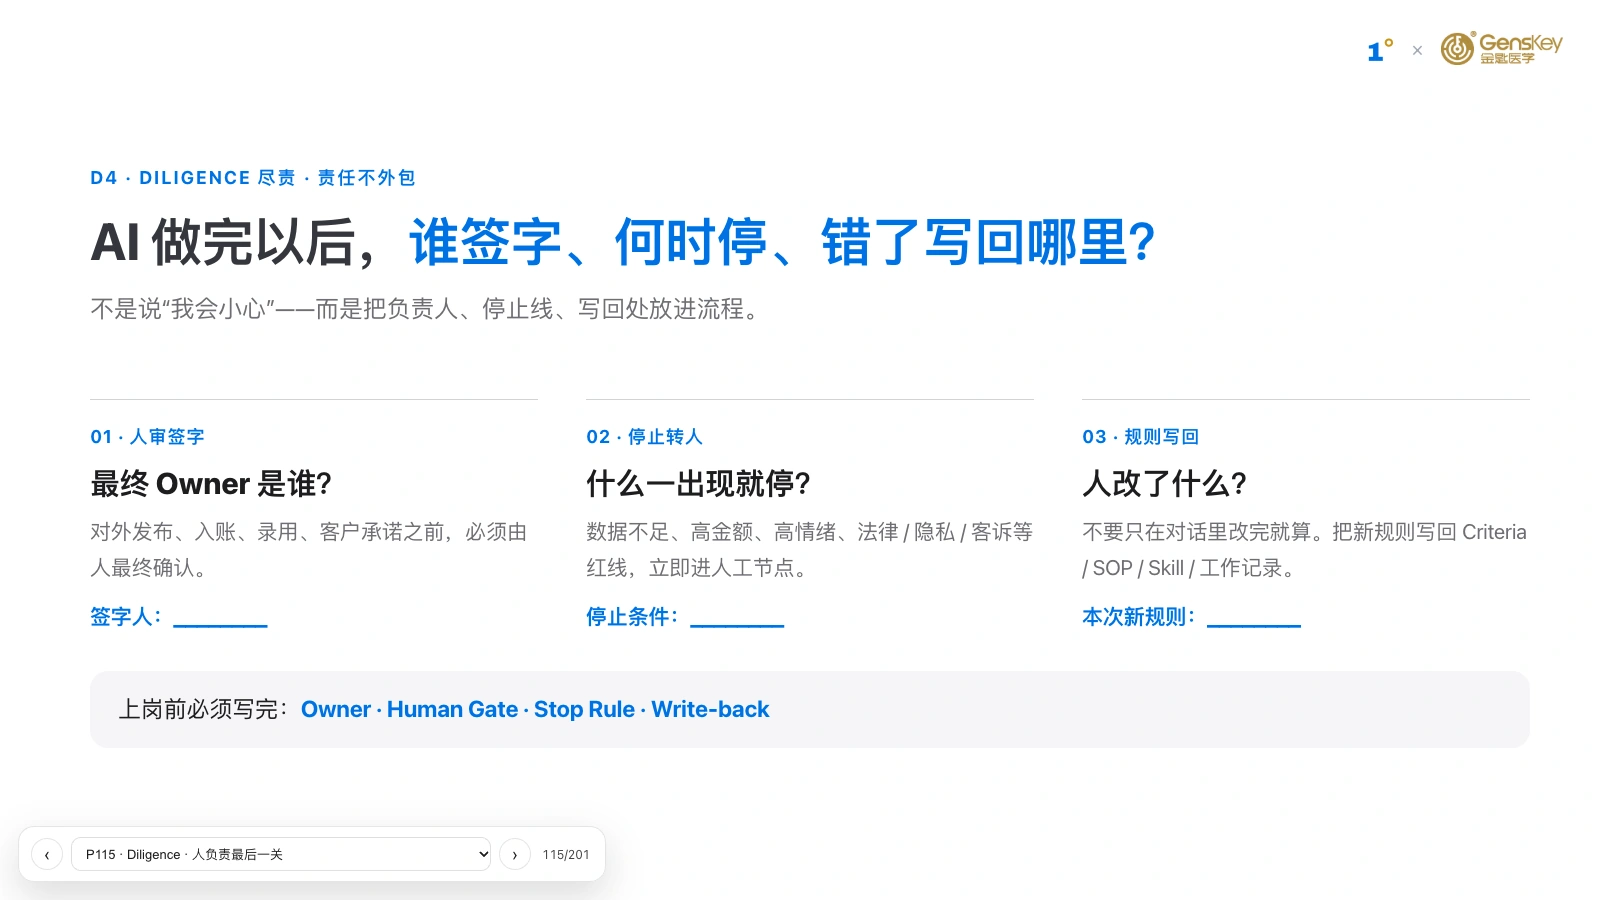 1° × GensKey®
金匙医学
D4 · DILIGENCE 尽责 · 责任不外包
AI 做完以后，谁签字、何时停、错了写回哪里？
不是说“我会小心”——而是把负责人、停止线、写回处放进流程。
01 · 人审签字
最终 Owner 是谁？
对外发布、入账、录用、客户承诺之前，必须由
人最终确认。
签字人：________
02 · 停止转人
什么一出现就停？
数据不足、高金额、高情绪、法律 / 隐私 / 客诉等
红线，立即进人工节点。
停止条件：________
03 · 规则写回
人改了什么？
不要只在对话里改完就算。把新规则写回 Criteria
/ SOP / Skill / 工作记录。
本次新规则：________
上岗前必须写完：Owner · Human Gate · Stop Rule · Write-back
‹ P115 · Diligence · 人负责最后一关 › 115/201